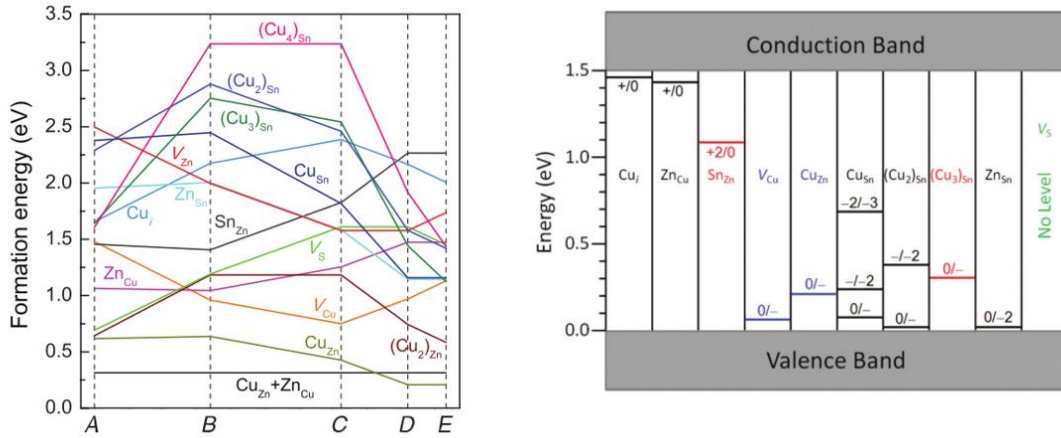 Formation energy (eV)
3.5
3.0
2.5
2.0
1.5
1.0
0.5
0.0
A B C D E
(Cu4)Sn
(Cu2)Sn
(Cu3)Sn
VZn
CuSn
ZnSn
Cui
SnZn
VS
ZnCu
VCu
CuZn
(Cu2)Zn
CuZn+ZnCu
Conduction Band
Energy (eV)
1.5
1.0
0.5
0.0
+/0
+/0
+2/0
Cui ZnCu SnZn VCu CuZn CuSn (Cu2)Sn (Cu3)Sn ZnSn
−2/−3
−/−2
−/−2
0/−
0/−
0/−
0/−
0/−
0/−2
VS
No Level
Valence Band